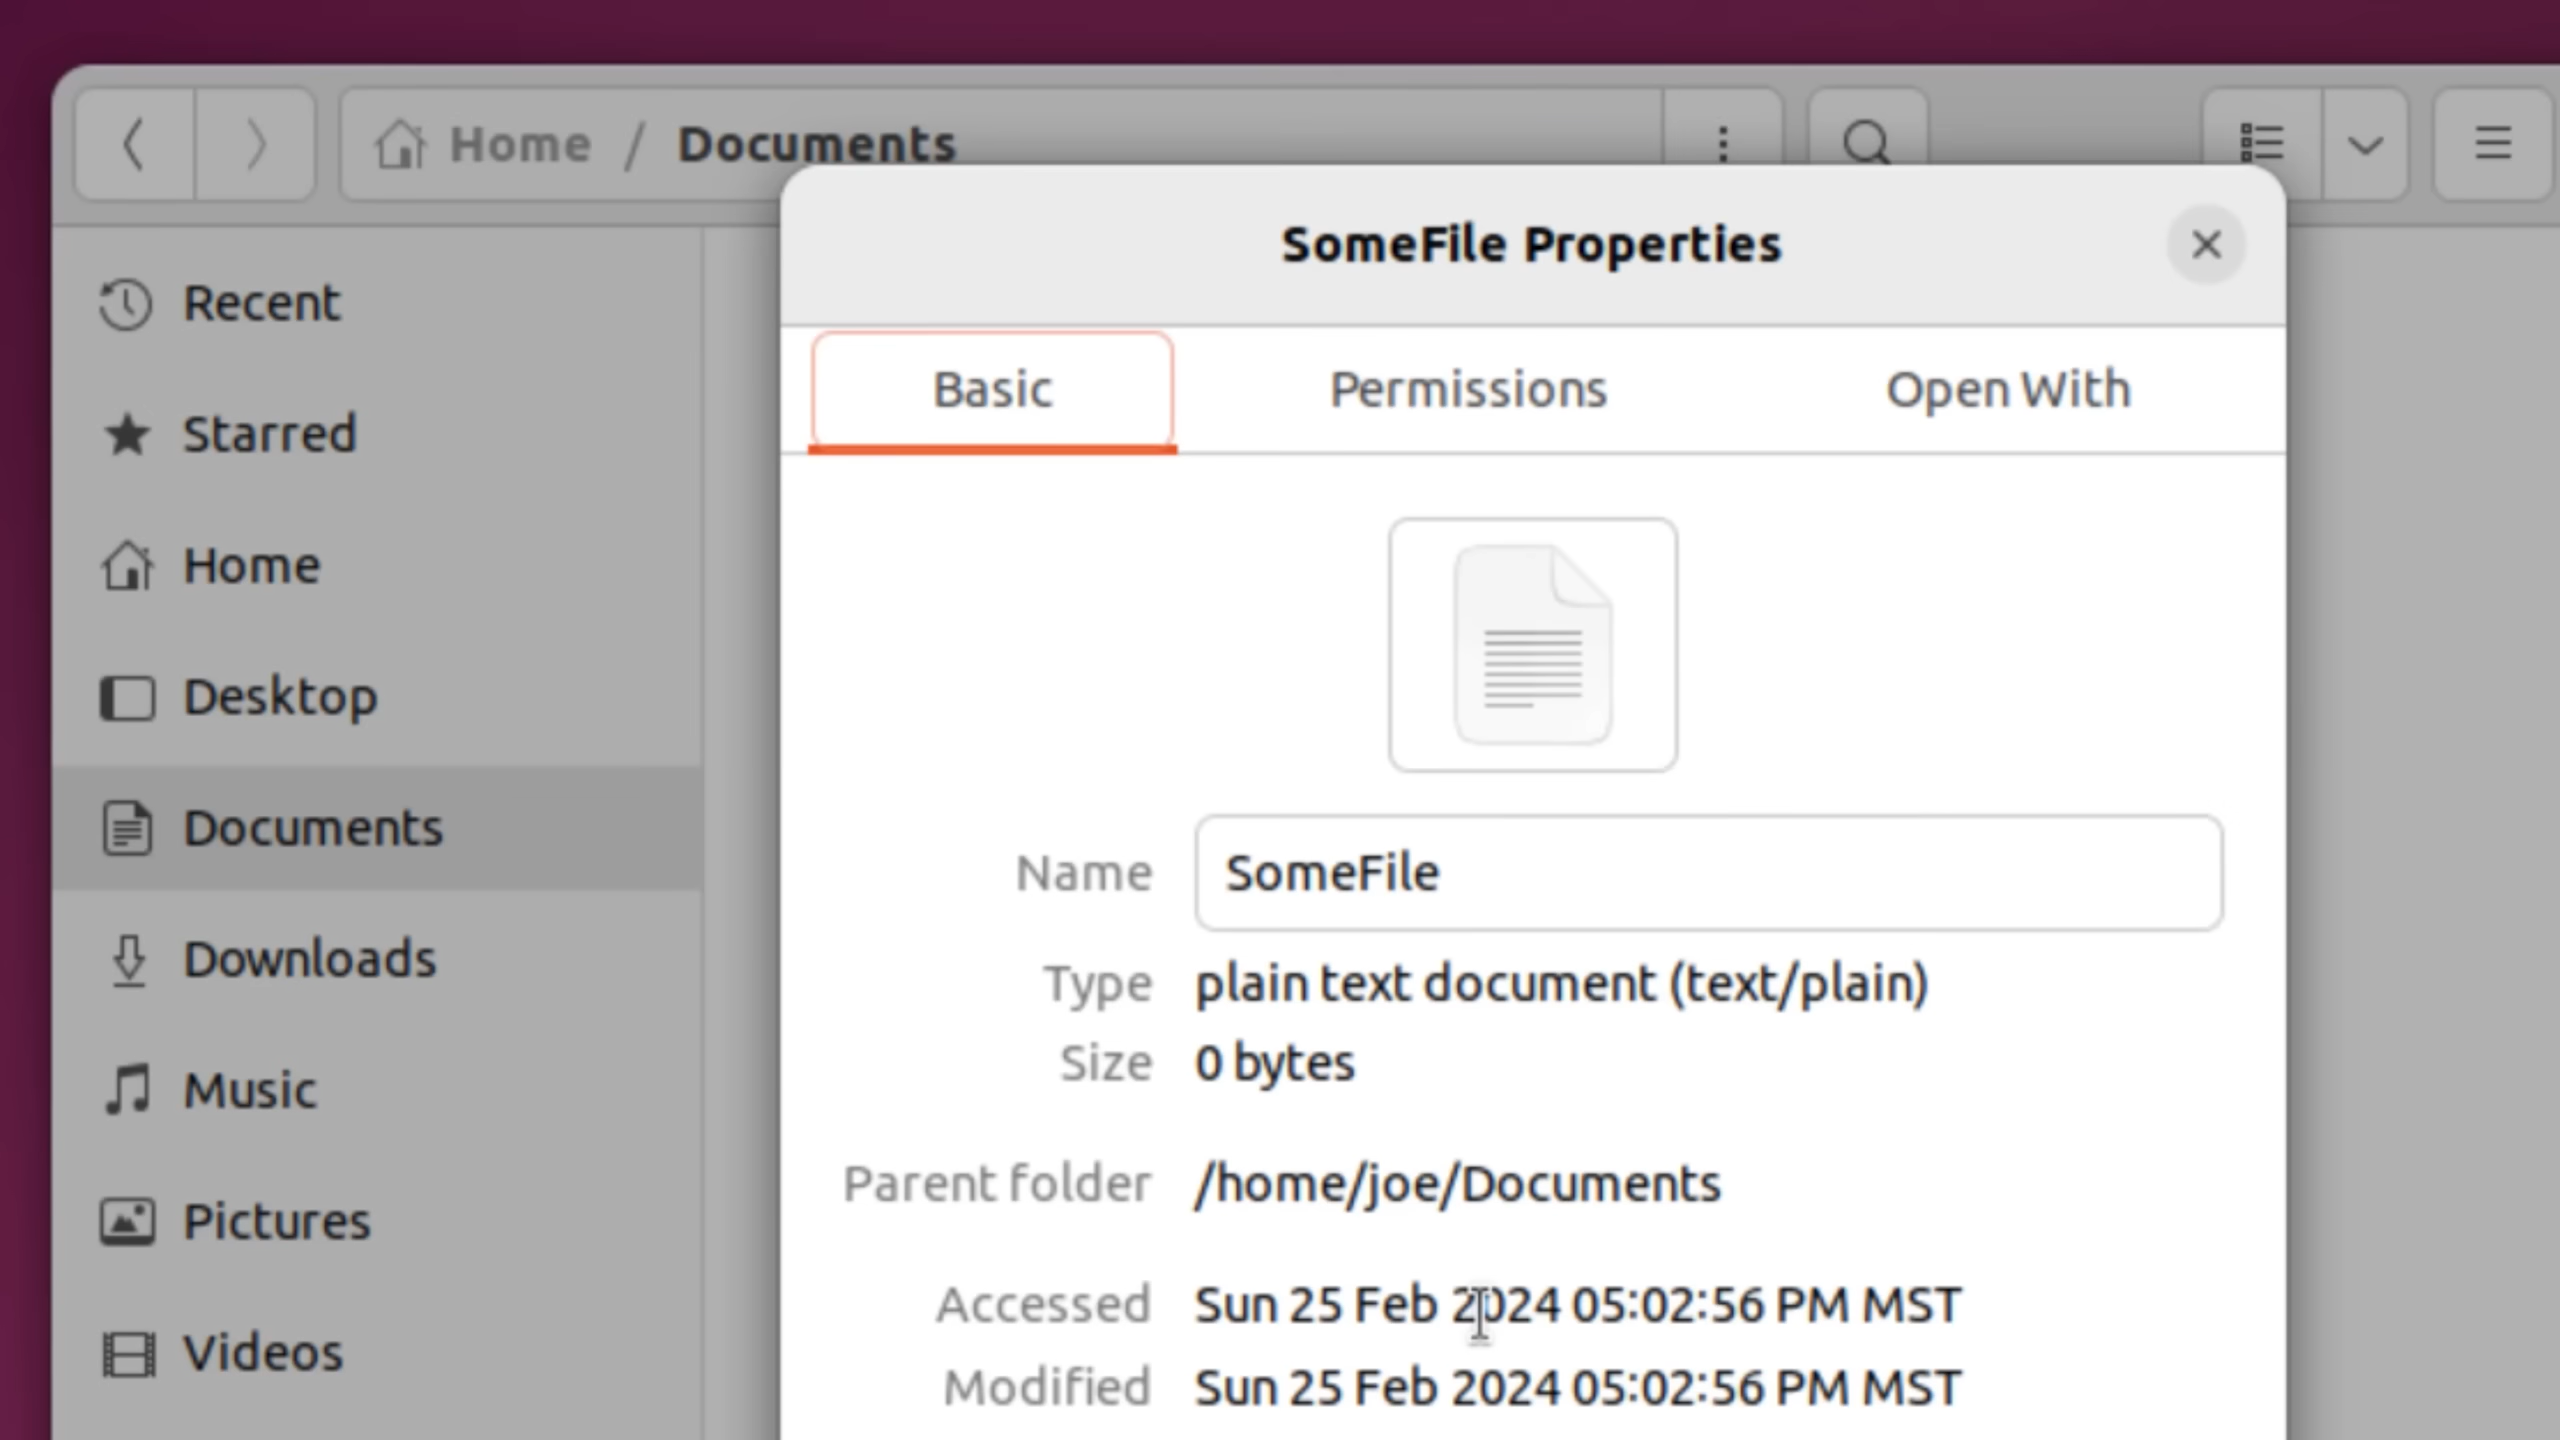 Home / Documents
SomeFile Properties
Recent
Starred
Home
Desktop
Documents
Downloads
Music
Pictures
Videos
Basic Permissions Open With
Name SomeFile
Type plain text document (text/plain)
Size 0 bytes
Parent folder /home/joe/Documents
Accessed Sun 25 Feb 2024 05:02:56 PM MST
Modified Sun 25 Feb 2024 05:02:56 PM MST